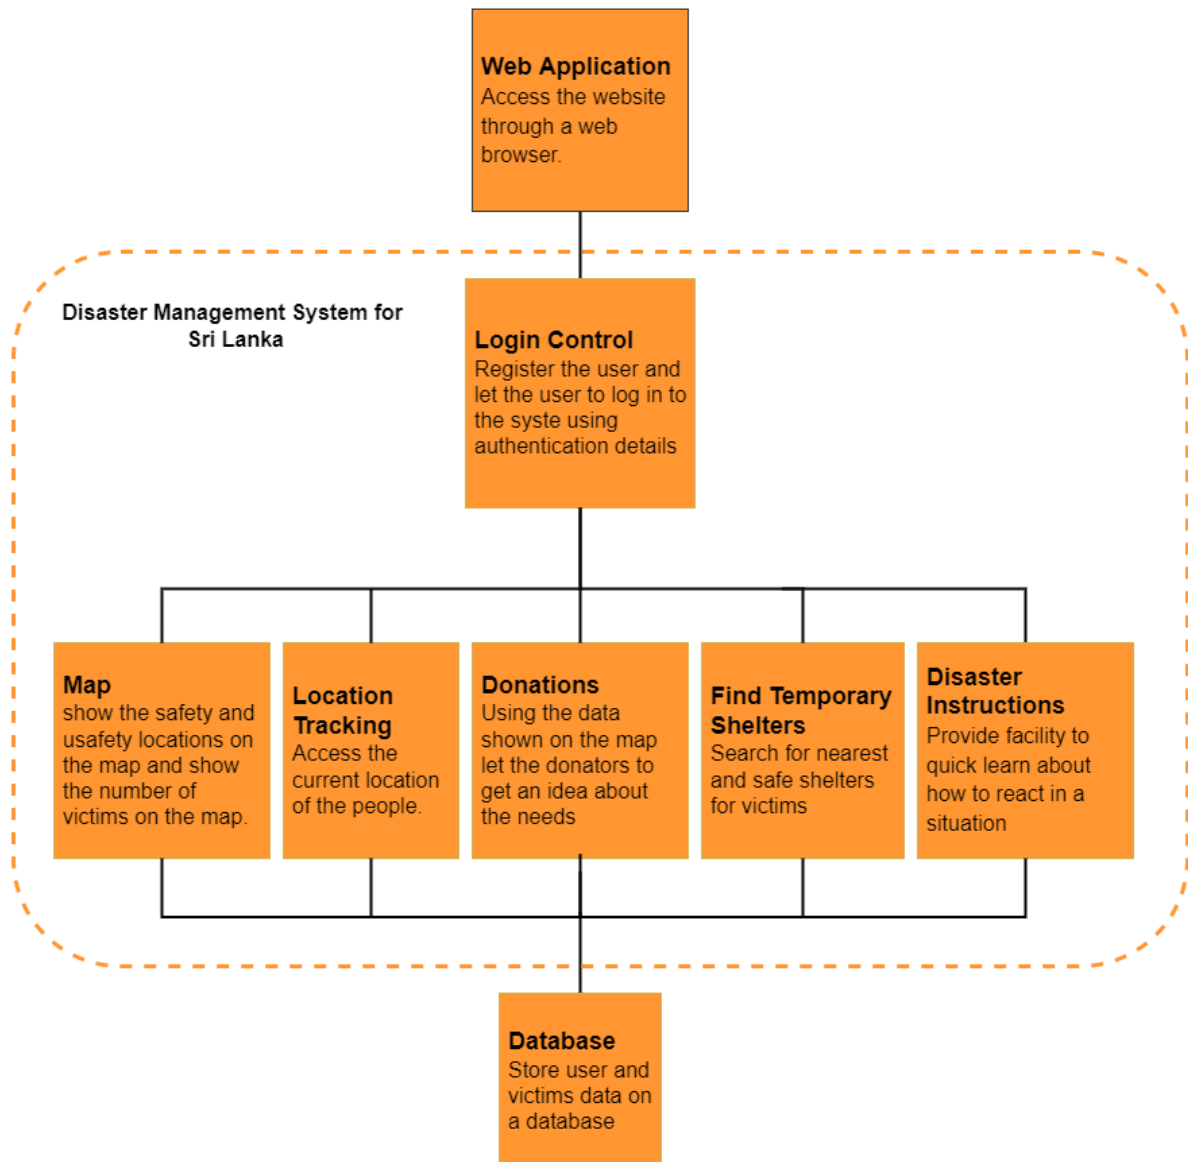 Web Application
Access the website
through a web
browser.
Disaster Management System for
Sri Lanka
Login Control
Register the user and
let the user to log in to
the syste using
authentication details
Map
show the safety and
usafety locations on
the map and show
the number of
victims on the map.
Location
Tracking
Access the
current location
of the people.
Donations
Using the data
shown on the map
let the donators to
get an idea about
the needs
Find Temporary
Shelters
Search for nearest
and safe shelters
for victims
Disaster
Instructions
Provide facility to
quick learn about
how to react in a
situation
Database
Store user and
victims data on
a database